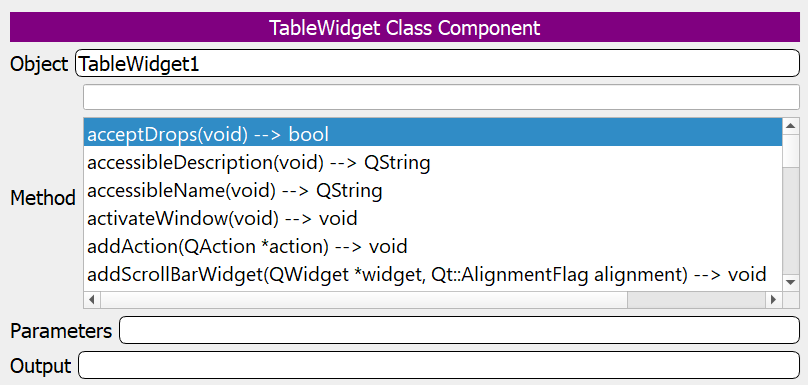 TableWidget Class Component
Object TableWidget1
acceptDrops(void) --> bool
accessibleDescription(void) --> QString
accessibleName(void) --> QString
Method
activateWindow(void) --> void
addAction(QAction *action) --> void
addScrollBarWidget(QWidget *widget, Qt::AlignmentFlag alignment) --> void
Parameters
Output